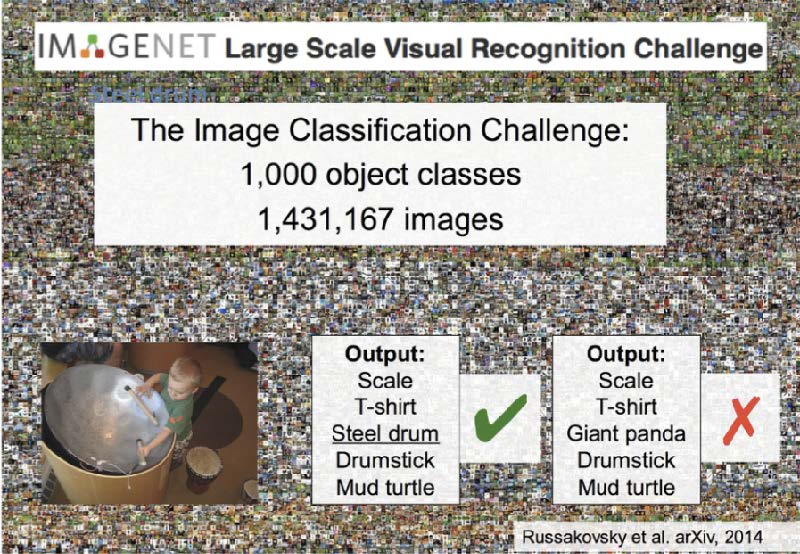 IMAGENET Large Scale Visual Recognition Challenge
Steel drum
The Image Classification Challenge:
1,000 object classes
1,431,167 images
Output:
Scale
T-shirt
Steel drum
Drumstick
Mud turtle
Output:
Scale
T-shirt
Giant panda
Drumstick
Mud turtle
Russakovsky et al. arXiv, 2014